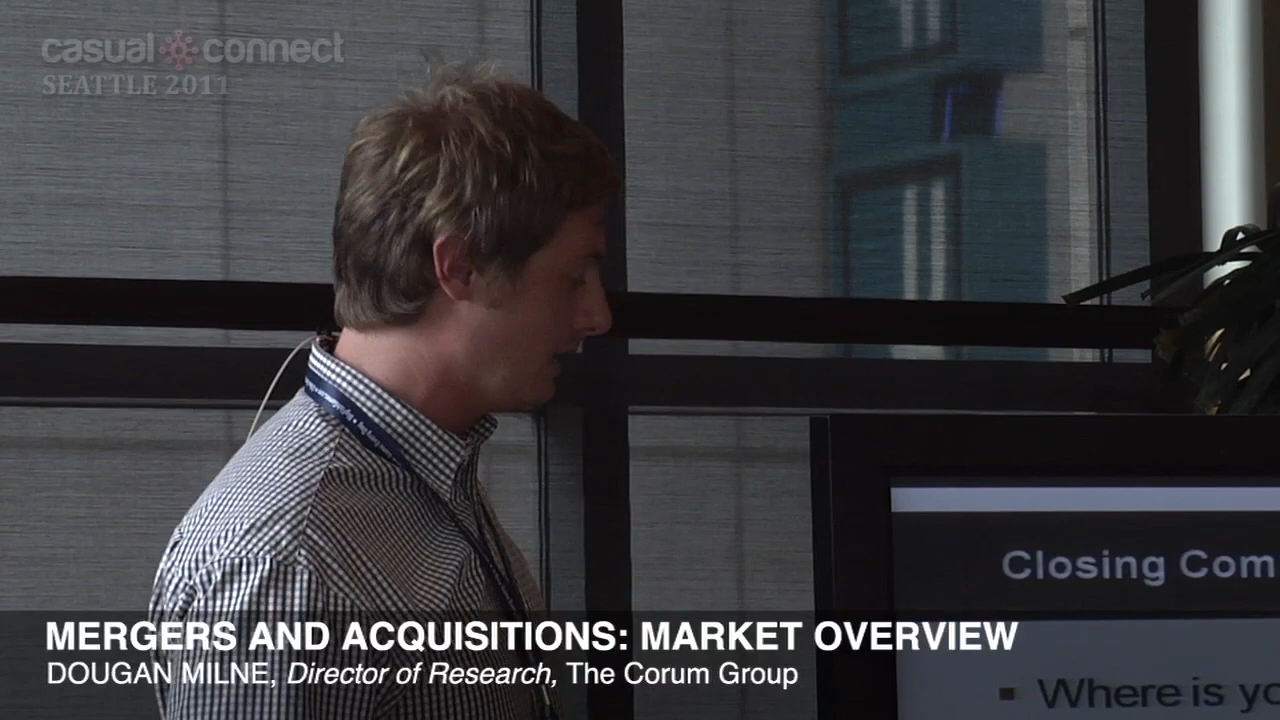 casual connect
SEATTLE 2011
Closing Com
MERGERS AND ACQUISITIONS: MARKET OVERVIEW
DOUGAN MILNE, Director of Research, The Corum Group
Where is yo